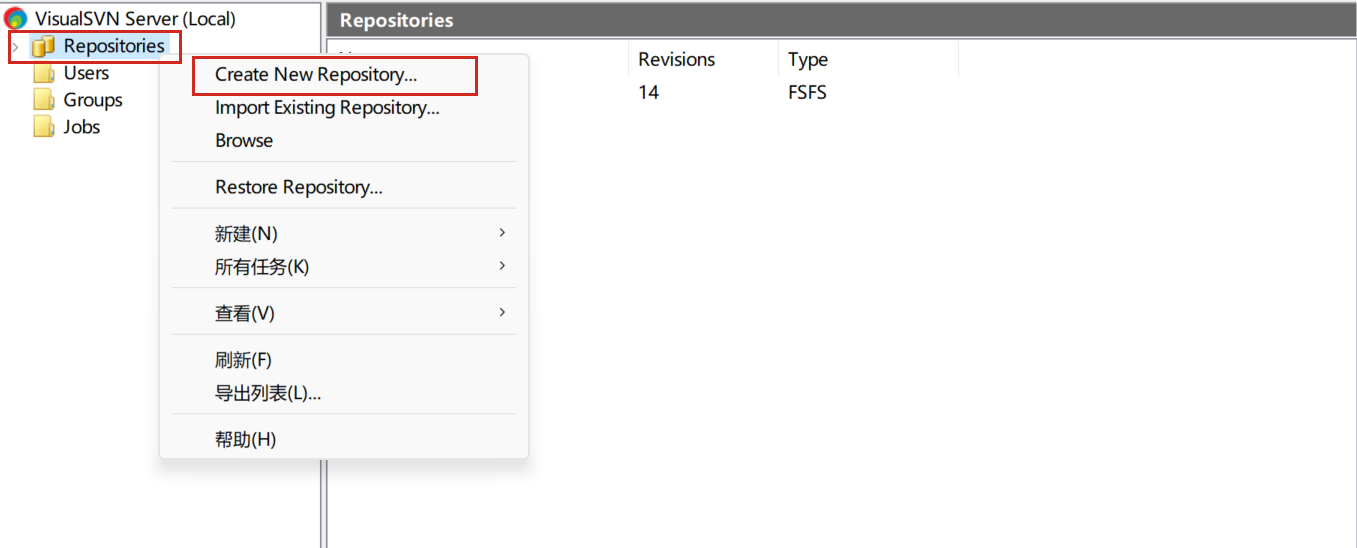 VisualSVN Server (Local)
Repositories
Users
Groups
Jobs
Repositories
Revisions
Type
14
FSFS
Create New Repository...
Import Existing Repository...
Browse
Restore Repository...
新建(N)
所有任务(K)
查看(V)
刷新(F)
导出列表(L)...
帮助(H)